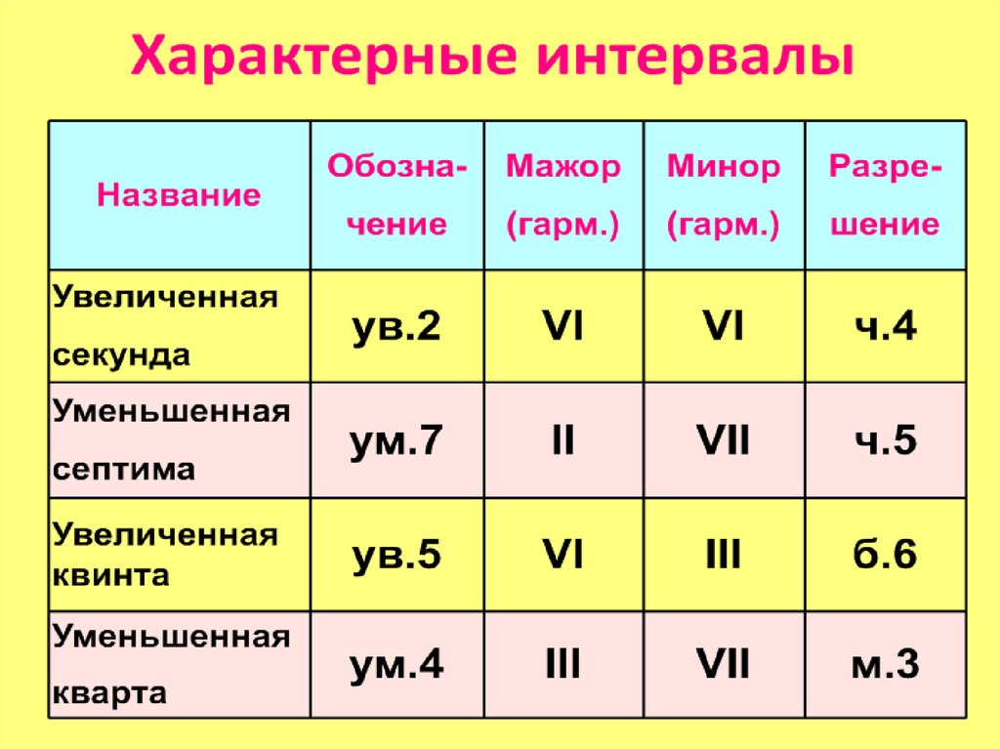 Характерные интервалы
Название
Обозна-
чение
Мажор
(гарм.)
Минор
(гарм.)
Разре-
шение
Увеличенная
секунда
ув.2
VI
VI
ч.4
Уменьшенная
септима
ум.7
II
VII
ч.5
Увеличенная
квинта
ув.5
VI
III
б.6
Уменьшенная
кварта
ум.4
III
VII
м.3